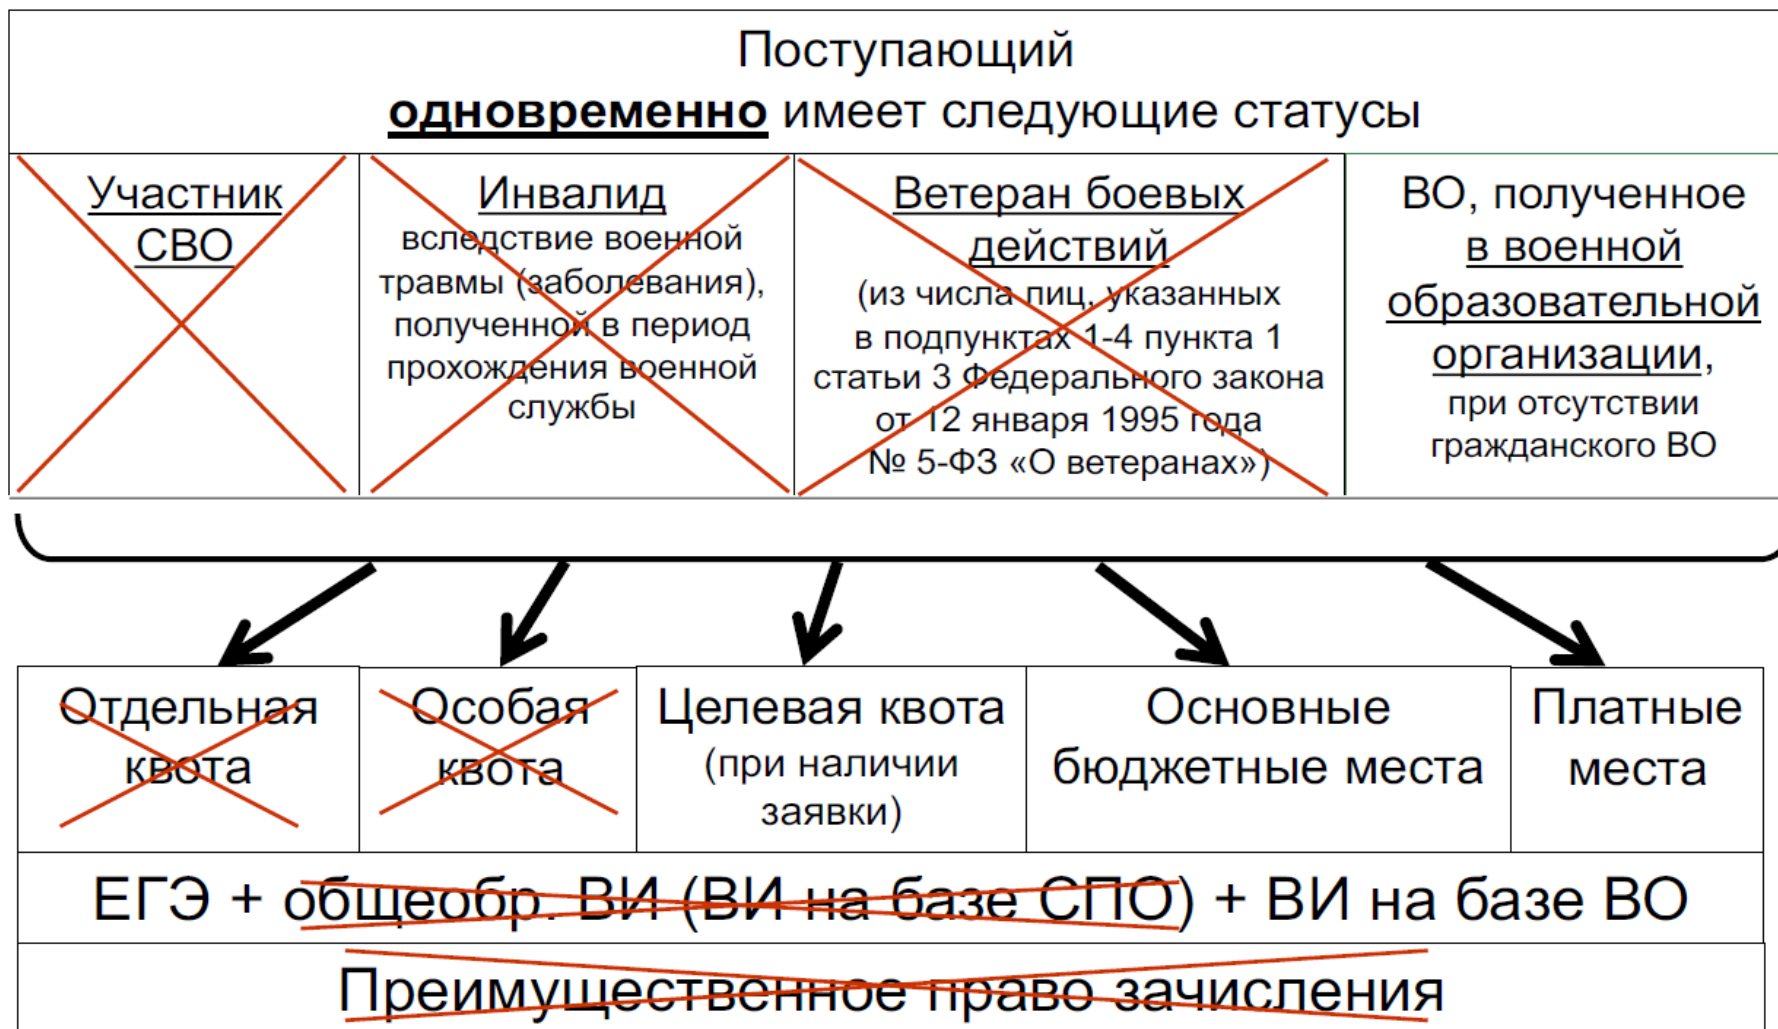 Поступающий
одновременно имеет следующие статусы
Участник
СВО
Инвалид
вследствие военной
травмы (заболевания),
полученной в период
прохождения военной
службы
Ветеран боевых
действий
(из числа лиц, указанных
в подпунктах 1-4 пункта 1
статьи 3 Федерального закона
от 12 января 1995 года
№ 5-ФЗ «О ветеранах»)
ВО, полученное
в военной
образовательной
организации,
при отсутствии
гражданского ВО
Отдельная
квота
Особая
квота
Целевая квота
(при наличии
заявки)
Основные
бюджетные места
Платные
места
ЕГЭ + общеобр. ВИ (ВИ на базе СПО) + ВИ на базе ВО
Преимущественное право зачисления